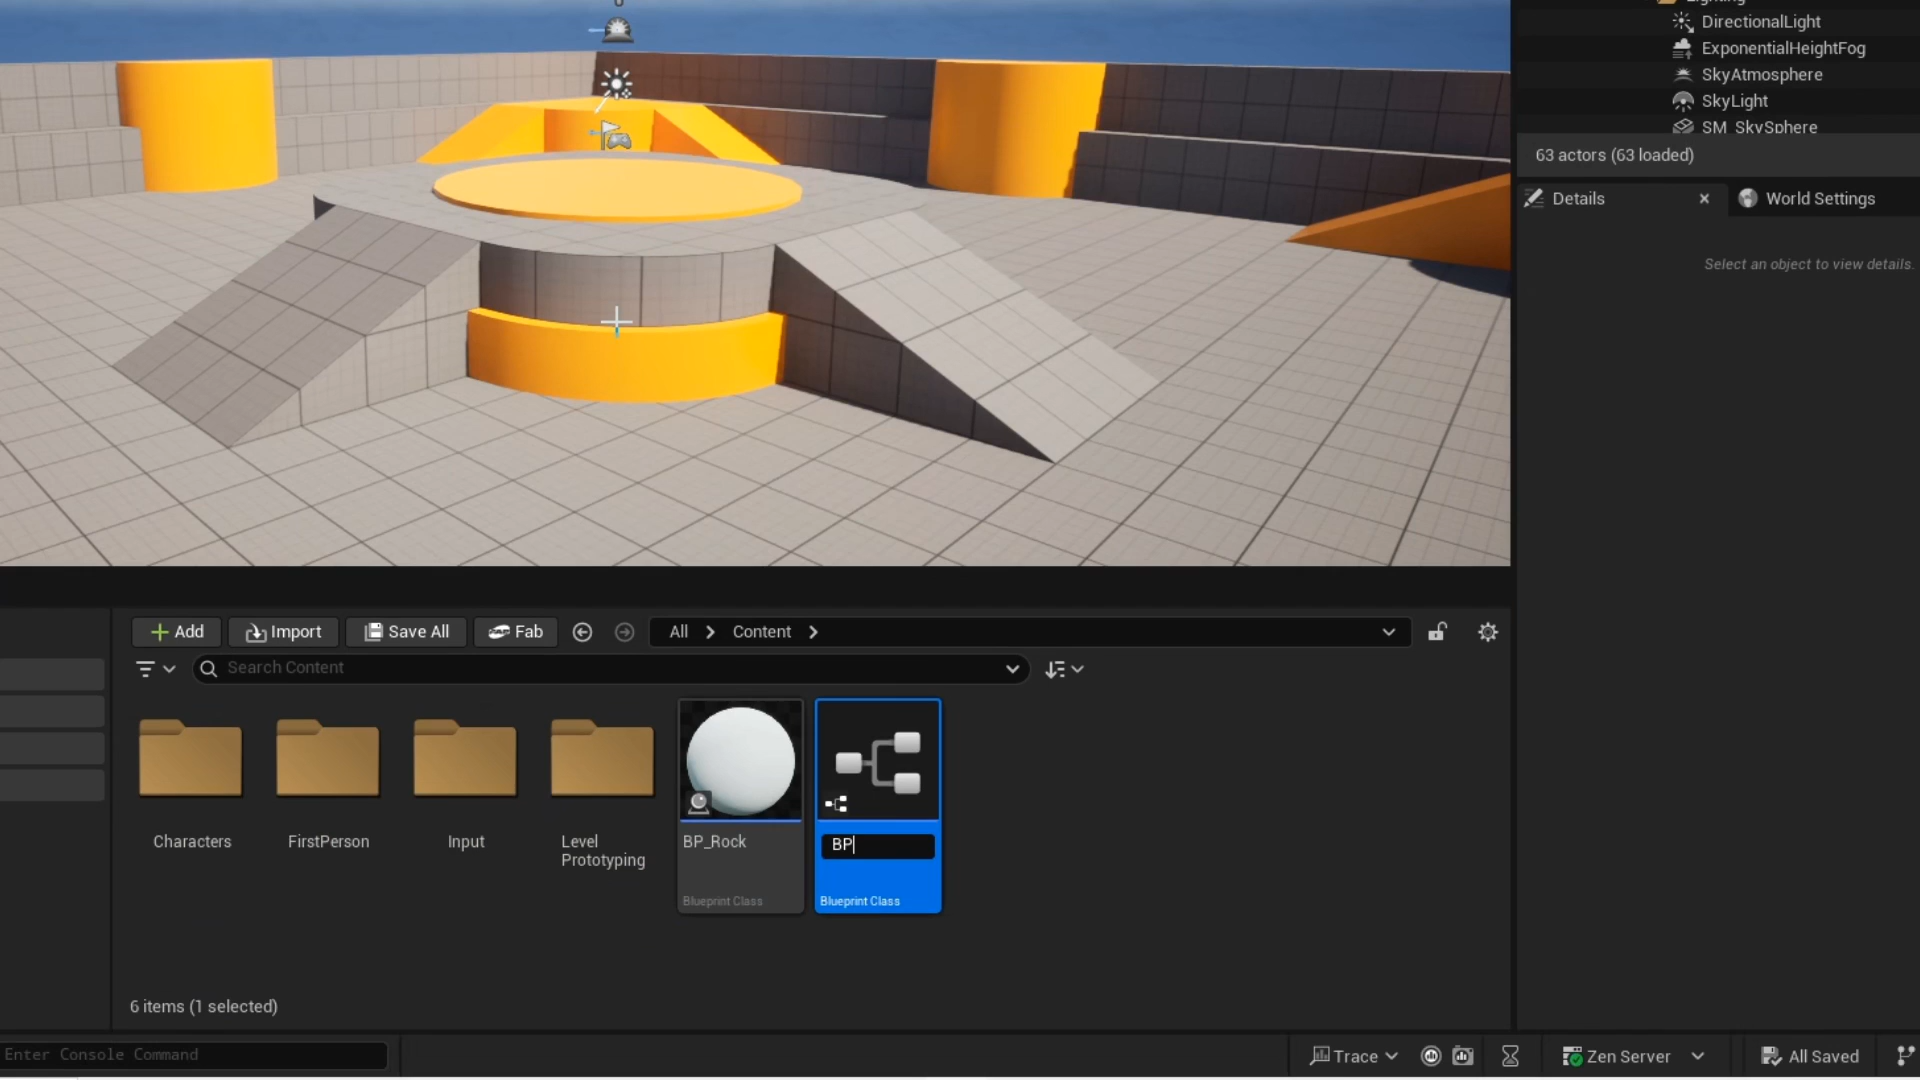 Lighting
DirectionalLight
ExponentialHeightFog
SkyAtmosphere
SkyLight
SM_SkySphere
63 actors (63 loaded)
Details
World Settings
Select an object to view details.
Add
Import
Save All
Fab
All
Content
Search Content
Characters
FirstPerson
Input
Level
Prototyping
BP_Rock
Blueprint Class
BP
Blueprint Class
6 items (1 selected)
Enter Console Command
Trace
Zen Server
All Saved